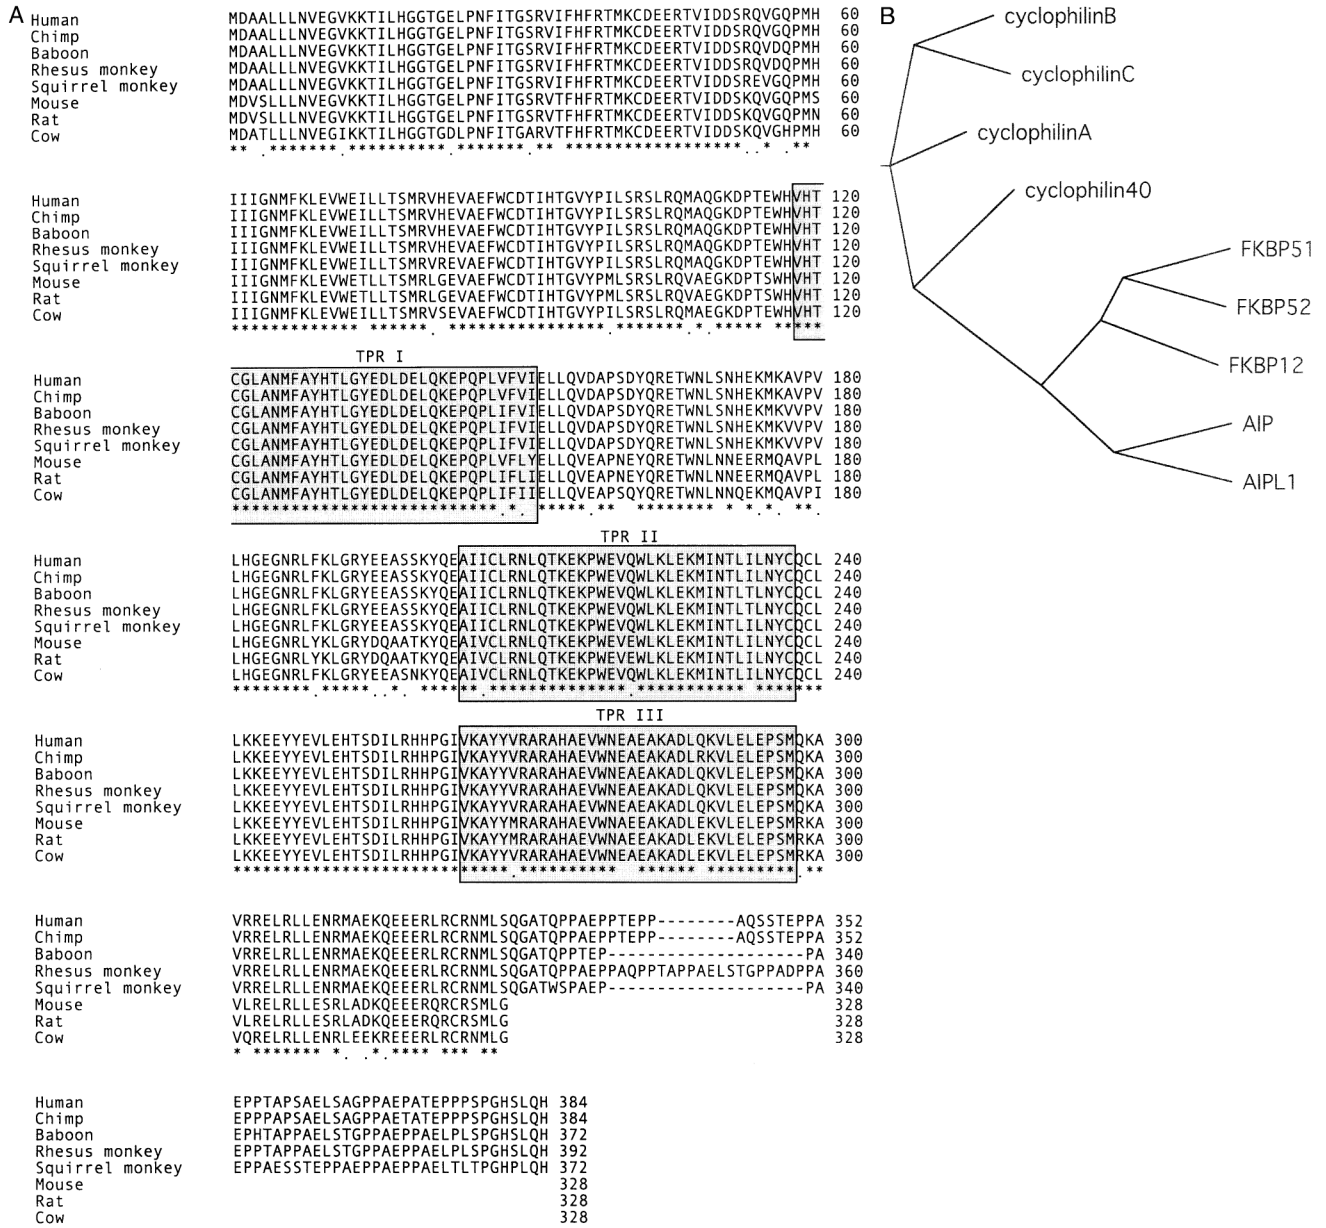 A
Human MDAALLLNVEGVKKTILHGGTGELPNFITGSRVIFHFRTMKCDEERTVIDDSRQVGQPMH 60
Chimp MDAALLLNVEGVKKTILHGGTGELPNFITGSRVIFHFRTMKCDEERTVIDDSRQVGQPMH 60
Baboon MDAALLLNVEGVKKTILHGGTGELPNFITGSRVIFHFRTMKCDEERTVIDDSRQVDQPMH 60
Rhesus monkey MDAALLLNVEGVKKTILHGGTGELPNFITGSRVIFHFRTMKCDEERTVIDDSRQVDQPMH 60
Squirrel monkey MDAALLLNVEGVKKTILHGGTGELPNFITGSRVIFHFRTMKCDEERTVIDDSREVGQPMH 60
Mouse MDVSLLLNVEGVKKTILHGGTGELPNFITGSRVTFHFRTMKCDEERTVIDDSKQVGQPMS 60
Rat MDVSLLLNVEGVKKTILHGGTGELPNFITGSRVTFHFRTMKCDEERTVIDDSKQVGQPMN 60
Cow MDATLLLNVEGIKKTILHGGTGDLPNFITGARVTFHFRTMKCDEERTVIDDSKQVGHPMH 60
** .*******.**********.*******.** ******************..* .**
Human IIIGNMFKLEVWEILLTSMRVHEVAEFWCDTIHTGVYPILSRSLRQMAQGKDPTEWHVHT 120
Chimp IIIGNMFKLEVWEILLTSMRVHEVAEFWCDTIHTGVYPILSRSLRQMAQGKDPTEWHVHT 120
Baboon IIIGNMFKLEVWEILLTSMRVHEVAEFWCDTIHTGVYPILSRSLRQMAQGKDPTEWHVHT 120
Rhesus monkey IIIGNMFKLEVWEILLTSMRVHEVAEFWCDTIHTGVYPILSRSLRQMAQGKDPTEWHVHT 120
Squirrel monkey IIIGNMFKLEVWEILLTSMRVREVAEFWCDTIHTGVYPILSRSLRQMAQGKDPTEWHVHT 120
Mouse IIIGNMFKLEVWETLLTSMRLGEVAEFWCDTIHTGVYPMLSRSLRQVAEGKDPTSWHVHT 120
Rat IIIGNMFKLEVWETLLTSMRLGEVAEFWCDTIHTGVYPMLSRSLRQVAEGKDPTSWHVHT 120
Cow IIIGNMFKLEVWEILLTSMRVSEVAEFWCDTIHTGVYPILSRSLRQMAEGKDPTEWHVHT 120
************* ******. ****************.*******.*.***** *****
TPR I
Human CGLANMFAYHTLGYEDLDELQKEPQPLVFVIELLQVDAPSDYQRETWNLSNHEKMKAVPV 180
Chimp CGLANMFAYHTLGYEDLDELQKEPQPLVFVIELLQVDAPSDYQRETWNLSNHEKMKAVPV 180
Baboon CGLANMFAYHTLGYEDLDELQKEPQPLIFVIELLQVDAPSDYQRETWNLSNHEKMKVVPV 180
Rhesus monkey CGLANMFAYHTLGYEDLDELQKEPQPLIFVIELLQVDAPSDYQRETWNLSNHEKMKVVPV 180
Squirrel monkey CGLANMFAYHTLGYEDLDELQKEPQPLIFVIELLQVDAPSDYQRETWNLSNHEKMKVVPV 180
Mouse CGLANMFAYHTLGYEDLDELQKEPQPLVFLYELLQVEAPNEYQRETWNLNNEERMQAVPL 180
Rat CGLANMFAYHTLGYEDLDELQKEPQPLIFLIELLQVEAPNEYQRETWNLNNEERMQAVPL 180
Cow CGLANMFAYHTLGYEDLDELQKEPQPLIFIIELLQVEAPSQYQRETWNLNNQEKMQAVPI 180
***************************.*. *****.**. ********.* *.*. **.
TPR II
Human LHGEGNRLFKLGRYEEASSKYQEAIICLRNLQTKEKPWEVQWLKLEKMINTLILNYCQCL 240
Chimp LHGEGNRLFKLGRYEEASSKYQEAIICLRNLQTKEKPWEVQWLKLEKMINTLILNYCQCL 240
Baboon LHGEGNRLFKLGRYEEASSKYQEAIICLRNLQTKEKPWEVQWLKLEKMINTLTLNYCQCL 240
Rhesus monkey LHGEGNRLFKLGRYEEASSKYQEAIICLRNLQTKEKPWEVQWLKLEKMINTLTLNYCQCL 240
Squirrel monkey LHGEGNRLFKLGRYEEASSKYQEAIICLRNLQTKEKPWEVQWLKLEKMINTLILNYCQCL 240
Mouse LHGEGNRLYKLGRYDQAATKYQEAIVCLRNLQTKEKPWEVEWLKLEKMINTLILNYCQCL 240
Rat LHGEGNRLYKLGRYDQAATKYQEAIVCLRNLQTKEKPWEVEWLKLEKMINTLILNYCQCL 240
Cow LHGEGNRLFKLGRYEEASNKYQEAIVCLRNLQTKEKPWEVQWLKLEKMINTLILNYCQCL 240
********.*****..*. ******.**************.*********** *******
TPR III
Human LKKEEYYEVLEHTSDILRHHPGIVKAYYVRARAHAEVWNEAEAKADLQKVLELEPSMQKA 300
Chimp LKKEEYYEVLEHTSDILRHHPGIVKAYYVRARAHAEVWNEAEAKADLRKVLELEPSMQKA 300
Baboon LKKEEYYEVLEHTSDILRHHPGIVKAYYVRARAHAEVWNEAEAKADLQKVLELEPSMQKA 300
Rhesus monkey LKKEEYYEVLEHTSDILRHHPGIVKAYYVRARAHAEVWNEAEAKADLQKVLELEPSMQKA 300
Squirrel monkey LKKEEYYEVLEHTSDILRHHPGIVKAYYVRARAHAEVWNEAEAKADLQKVLELEPSMQKA 300
Mouse LKKEEYYEVLEHTSDILRHHPGIVKAYYMRARAHAEVWNAEEAKADLEKVLELEPSMRKA 300
Rat LKKEEYYEVLEHTSDILRHHPGIVKAYYMRARAHAEVWNAEEAKADLEKVLELEPSMRKA 300
Cow LKKEEYYEVLEHTSDILRHHPGIVKAYYVRARAHAEVWNEAEAKADLEKVLELEPSMRKA 300
****************************.**********  ****** *********.**
Human VRRELRLLENRMAEKQEEERLRCRNMLSQGATQPPAEPPTEPP--------AQSSTEPPA 352
Chimp VRRELRLLENRMAEKQEEERLRCRNMLSQGATQPPAEPPTEPP--------AQSSTEPPA 352
Baboon VRRELRLLENRMAEKQEEERLRCRNMLSQGATQPPTEP--------------------PA 340
Rhesus monkey VRRELRLLENRMAEKQEEERLRCRNMLSQGATQPPAEPPAQPPTAPPAELSTGPPADPPA 360
Squirrel monkey VRRELRLLENRMAEKQEEERLRCRNMLSQGATWSPAEP--------------------PA 340
Mouse VLRELRLLESRLADKQEEERQRCRSMLG 328
Rat VLRELRLLESRLADKQEEERQRCRSMLG 328
Cow VQRELRLLENRLEEKREEERLRCRNMLG 328
* ******* *. .*.**** *** **
Human EPPTAPSAELSAGPPAEPATEPPPSPGHSLQH 384
Chimp EPPPAPSAELSAGPPAETATEPPPSPGHSLQH 384
Baboon EPHTAPPAELSTGPPAEPPAELPLSPGHSLQH 372
Rhesus monkey EPPTAPPAELSTGPPAEPPAELPLSPGHSLQH 392
Squirrel monkey EPPAESSTEPPAEPPAEPPAELTLTPGHPLQH 372
Mouse 328
Rat 328
Cow 328
B
cyclophilinB
cyclophilinC
cyclophilinA
cyclophilin40
FKBP51
FKBP52
FKBP12
AIP
AIPL1